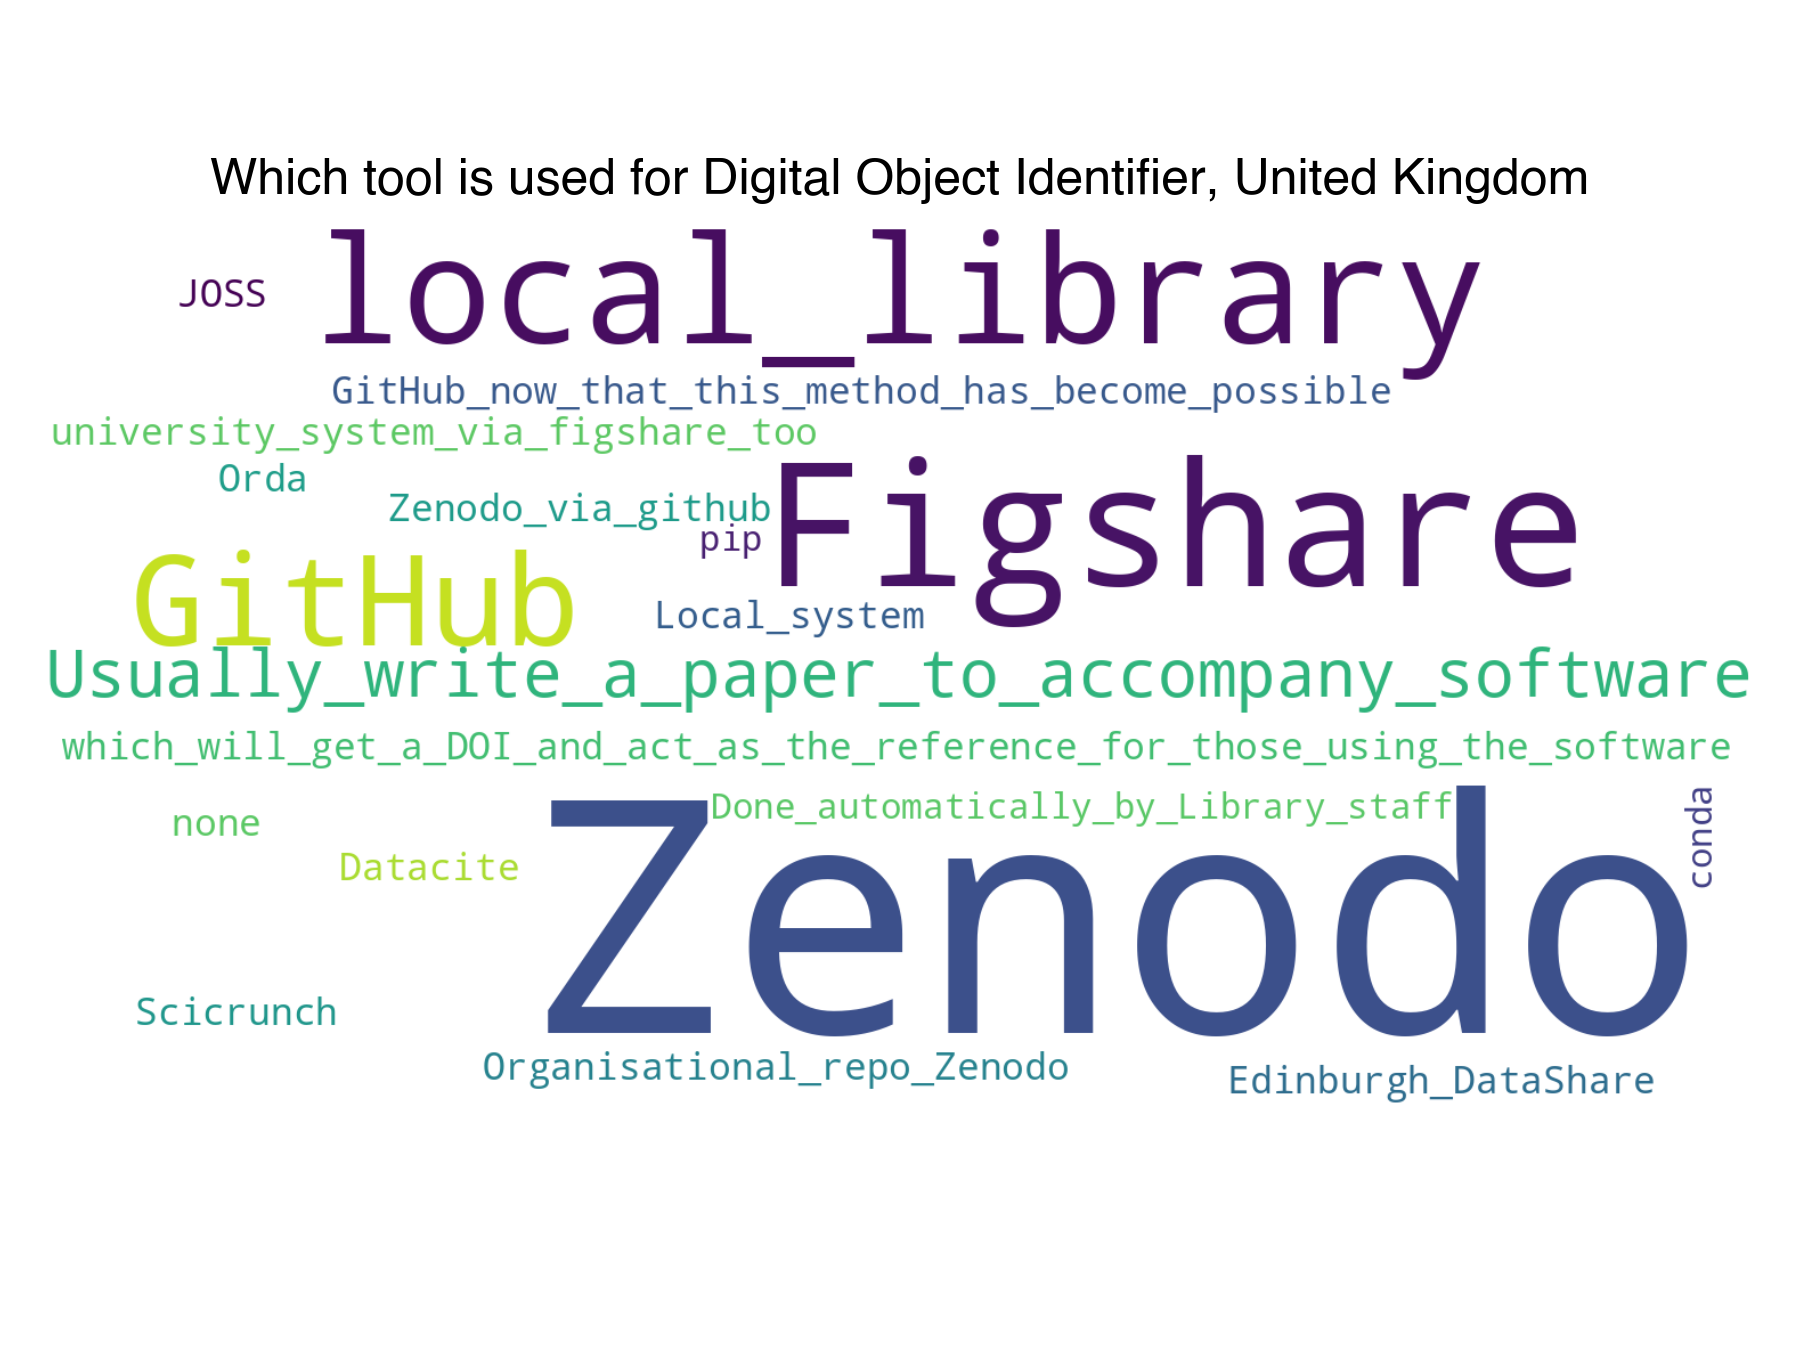 Which tool is used for Digital Object Identifier, United Kingdom
local_library
JOSS
GitHub_now_that_this_method_has_become_possible
university_system_via_figshare_too
Orda
Zenodo_via_github
Figshare
pip
GitHub
Local_system
Usually_write_a_paper_to_accompany_software
which_will_get_a_DOI_and_act_as_the_reference_for_those_using_the_software
none
Done_automatically_by_Library_staff
conda
Datacite
Zenodo
Scicrunch
Organisational_repo_Zenodo
Edinburgh_DataShare